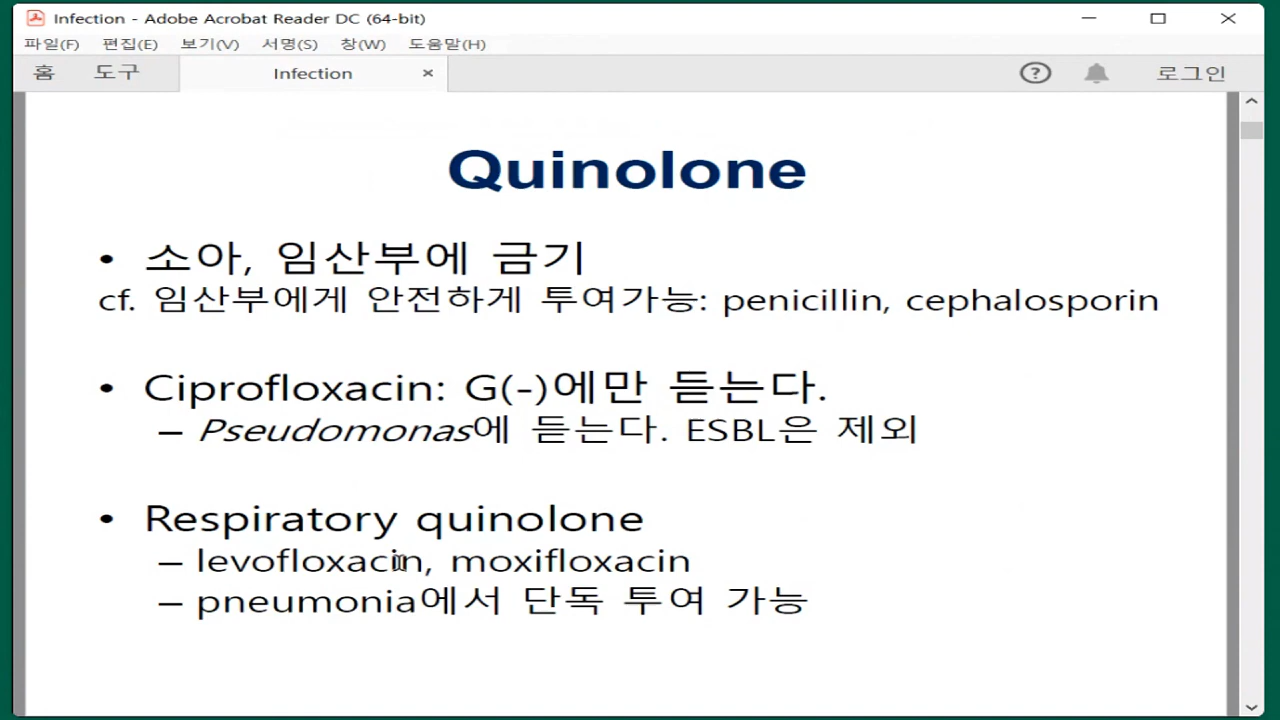 Infection - Adobe Acrobat Reader DC (64-bit)
파일(F) 편집(E) 보기(V) 서명(S) 창(W) 도움말(H)
홈 도구 Infection × ? 로그인
Quinolone
• 소아, 임산부에 금기
cf. 임산부에게 안전하게 투여가능: penicillin, cephalosporin
• Ciprofloxacin: G(-)에만 듣는다.
– Pseudomonas에 듣는다. ESBL은 제외
• Respiratory quinolone
– levofloxacin, moxifloxacin
– pneumonia에서 단독 투여 가능